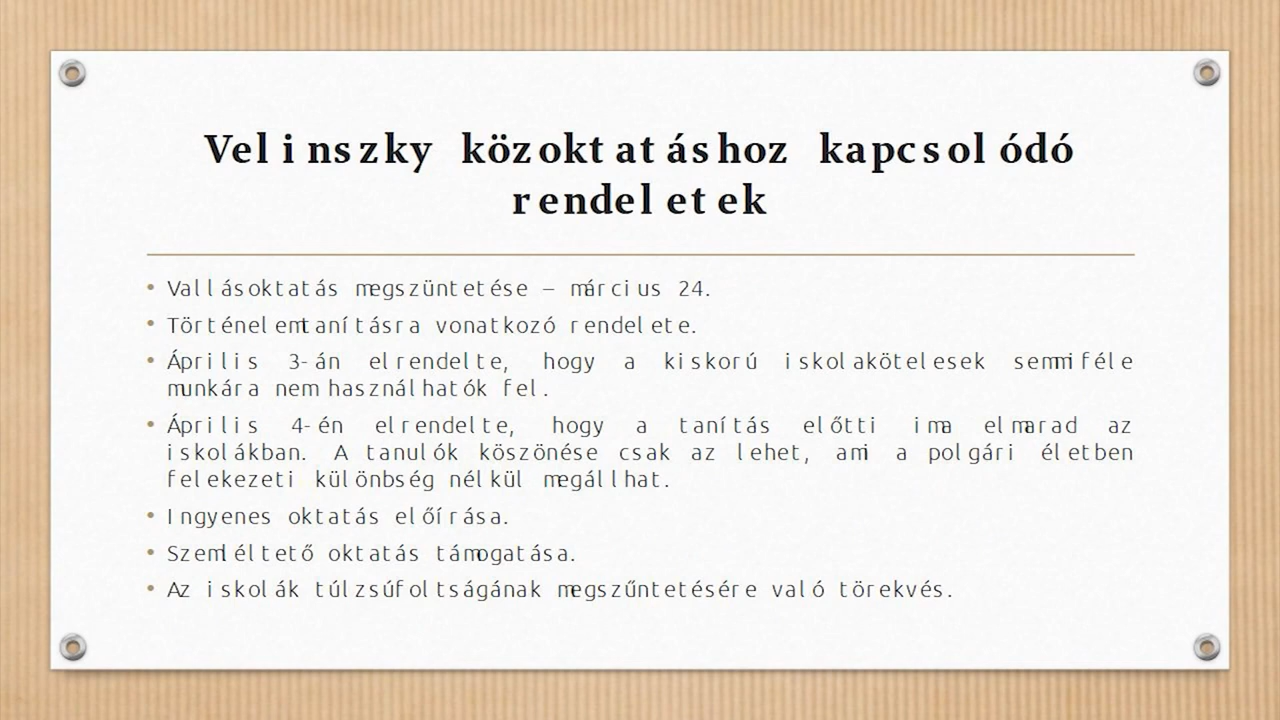 Velinszky közoktatáshoz kapcsolódó
rendeletek
• Vallásoktatás megszüntetése – március 24.
• Történelemtanításra vonatkozó rendelete.
• Április 3-án elrendelte, hogy a kiskorú iskolakötelesek semmiféle
munkára nem használhatók fel.
• Április 4-én elrendelte, hogy a tanítás előtti ima elmarad az
iskolákban. A tanulók köszönése csak az lehet, ami a polgári életben
felekezeti különbség nélkül megállhat.
• Ingyenes oktatás előírása.
• Szemléltető oktatás támogatása.
• Az iskolák túlzsúfoltságának megszűntetésére való törekvés.